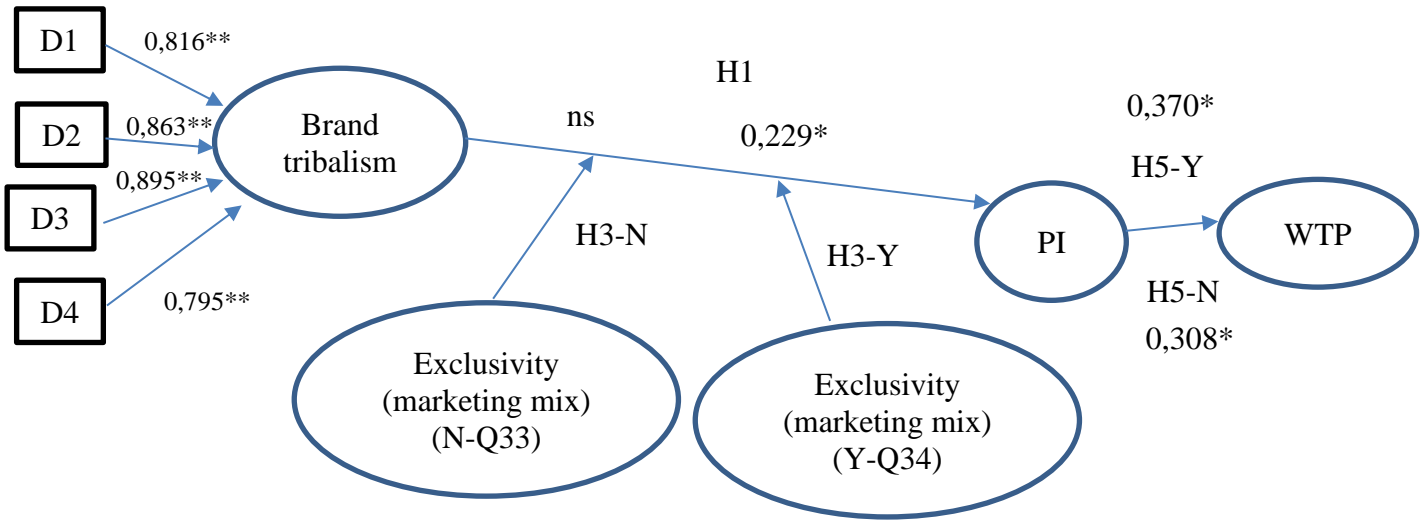 D1
0,816**
D2
0,863**
D3
0,895**
D4
0,795**
Brand
tribalism
ns
H1
0,229*
H3-N
H3-Y
Exclusivity
(marketing mix)
(N-Q33)
Exclusivity
(marketing mix)
(Y-Q34)
PI
0,370*
H5-Y
H5-N
0,308*
WTP